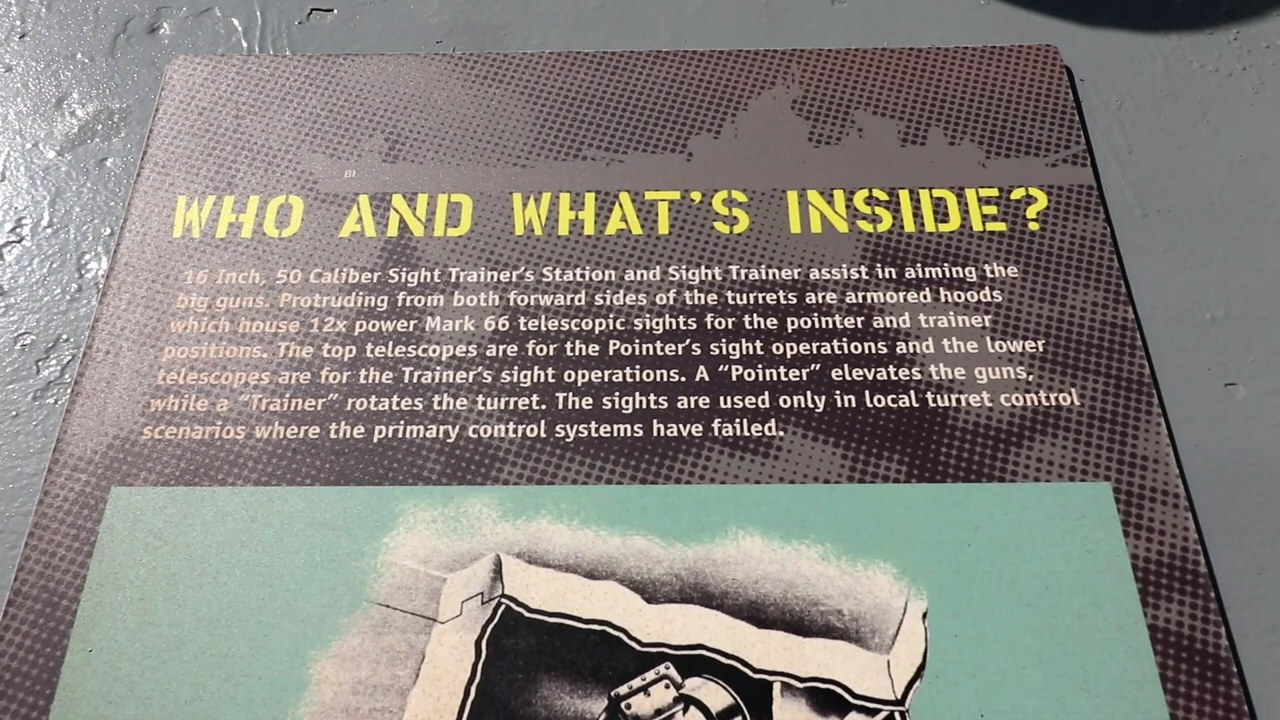 61
WHO AND WHAT'S INSIDE?
16 Inch, 50 Caliber Sight Trainer's Station and Sight Trainer assist in aiming the
big guns. Protruding from both forward sides of the turrets are armored hoods
which house 12x power Mark 66 telescopic sights for the pointer and trainer
positions. The top telescopes are for the Pointer's sight operations and the lower
telescopes are for the Trainer's sight operations. A “Pointer” elevates the guns,
while a “Trainer” rotates the turret. The sights are used only in local turret control
scenarios where the primary control systems have failed.